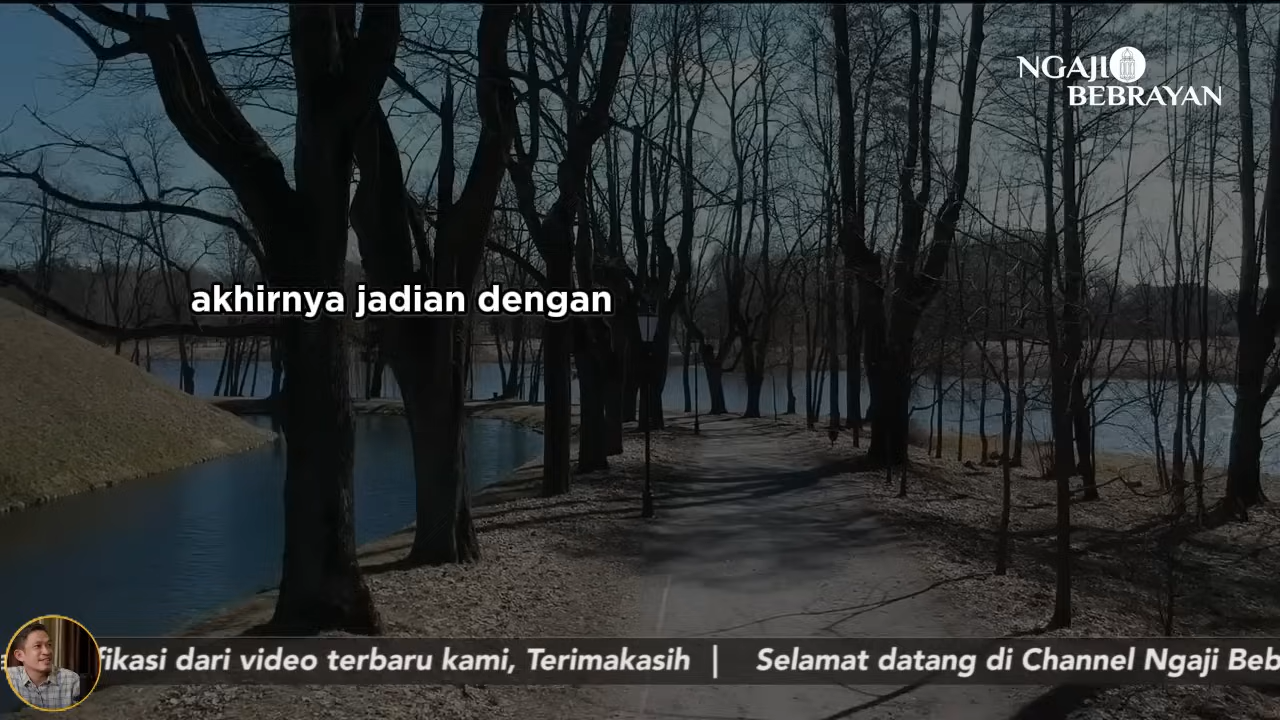 NGAJI
BEBRAYAN
akhirnya jadian dengan
fikasi dari video terbaru kami, Terimakasih | Selamat datang di Channel Ngaji Beb